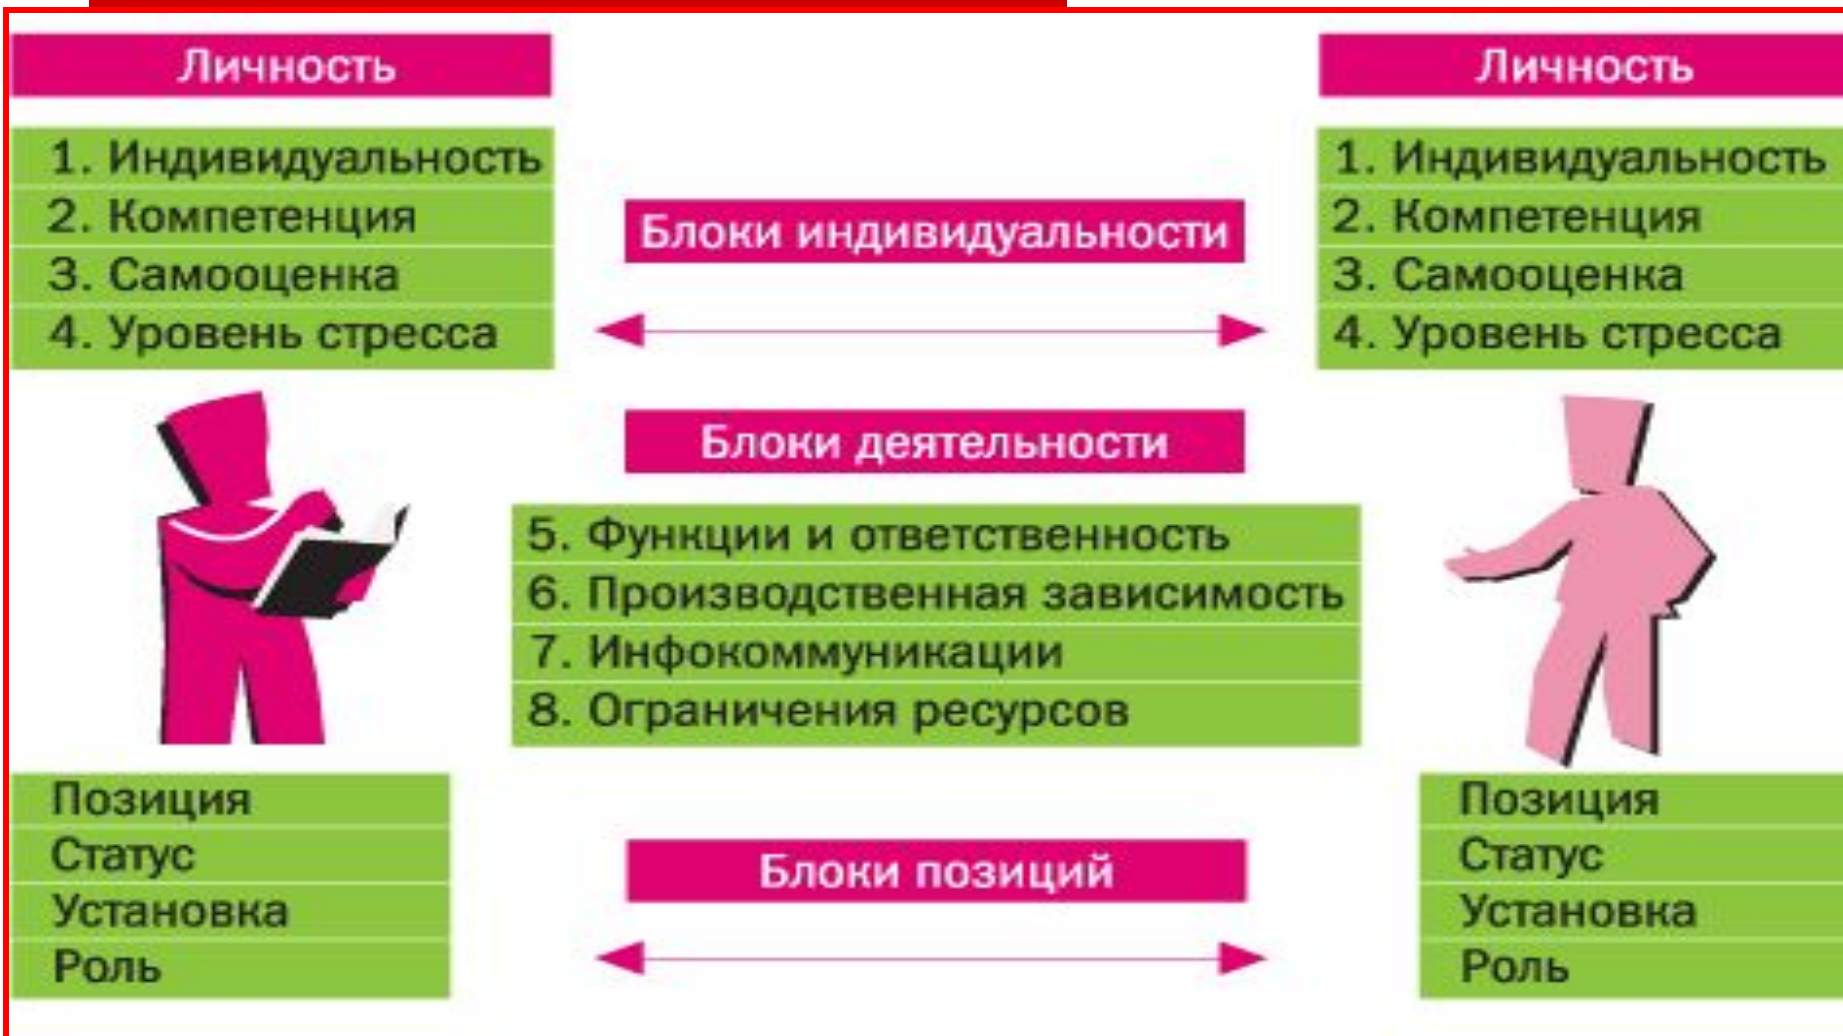 Личность
1. Индивидуальность
2. Компетенция
3. Самооценка
4. Уровень стресса
Личность
1. Индивидуальность
2. Компетенция
3. Самооценка
4. Уровень стресса
Блоки индивидуальности
Блоки деятельности
5. Функции и ответственность
6. Производственная зависимость
7. Инфокоммуникации
8. Ограничения ресурсов
Позиция
Статус
Установка
Роль
Блоки позиций
Позиция
Статус
Установка
Роль